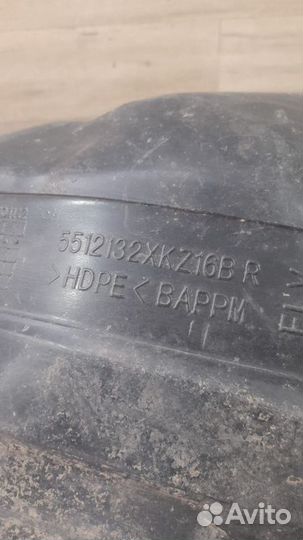 5512132XKZ16B R
>HDPE< BAPPM
Avito